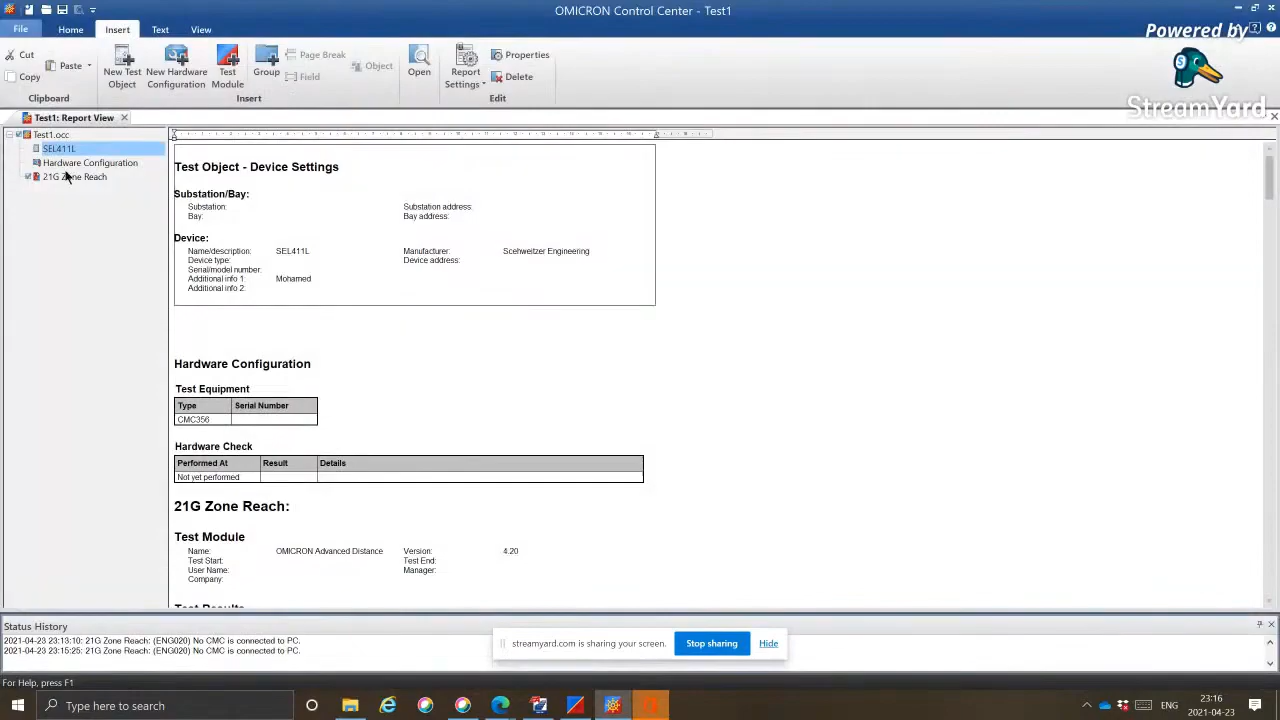 OMICRON Control Center - Test1
File Home Insert Text View
Powered by
Cut
Copy
Paste
Clipboard
New Test Object
New Hardware Configuration
Test Module
Group
Page Break
Field
Object
Insert
Open
Report Settings
Properties
Delete
Edit
StreamYard
Test1: Report View
Test1.occ
SEL411L
Hardware Configuration
21G Zone Reach
Test Object - Device Settings
Substation/Bay:
Substation: Substation address:
Bay: Bay address:
Device:
Name/description: SEL411L Manufacturer: Scehweitzer Engineering
Device type: Device address:
Serial/model number:
Additional info 1: Mohamed
Additional info 2:
Hardware Configuration
Test Equipment
Type Serial Number
CMC356
Hardware Check
Performed At Result Details
Not yet performed
21G Zone Reach:
Test Module
Name: OMICRON Advanced Distance Version: 4.20
Test Start: Test End:
User Name: Manager:
Company:
Test Results
Status History
2021-04-23 23:13:10: 21G Zone Reach: (ENG020) No CMC is connected to PC.
2021-04-23 23:15:25: 21G Zone Reach: (ENG020) No CMC is connected to PC.
streamyard.com is sharing your screen. Stop sharing Hide
For Help, press F1
Type here to search
ENG
23:16
2021-04-23